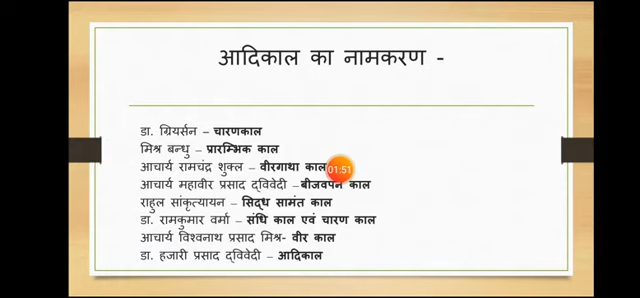 आदिकाल का नामकरण -
डा. ग्रियर्सन – चारणकाल
मिश्र बन्धु – प्रारम्भिक काल
आचार्य रामचंद्र शुक्ल – वीरगाथा काल
01:51
आचार्य महावीर प्रसाद द्विवेदी –बीजवपन काल
राहुल सांकृत्यायन – सिद्ध सामंत काल
डा. रामकुमार वर्मा – संधि काल एवं चारण काल
आचार्य विश्वनाथ प्रसाद मिश्र- वीर काल
डा. हजारी प्रसाद द्विवेदी – आदिकाल